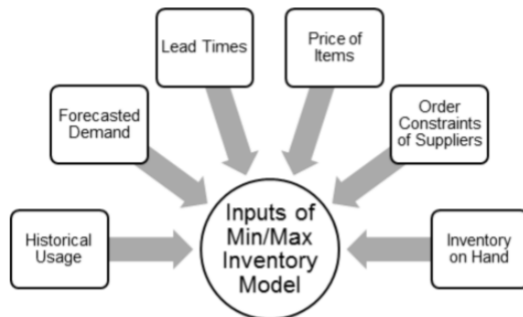 Lead Times
Price of
Items
Forecasted
Demand
Order
Constraints
of Suppliers
Historical
Usage
Inputs of
Min/Max
Inventory
Model
Inventory
on Hand